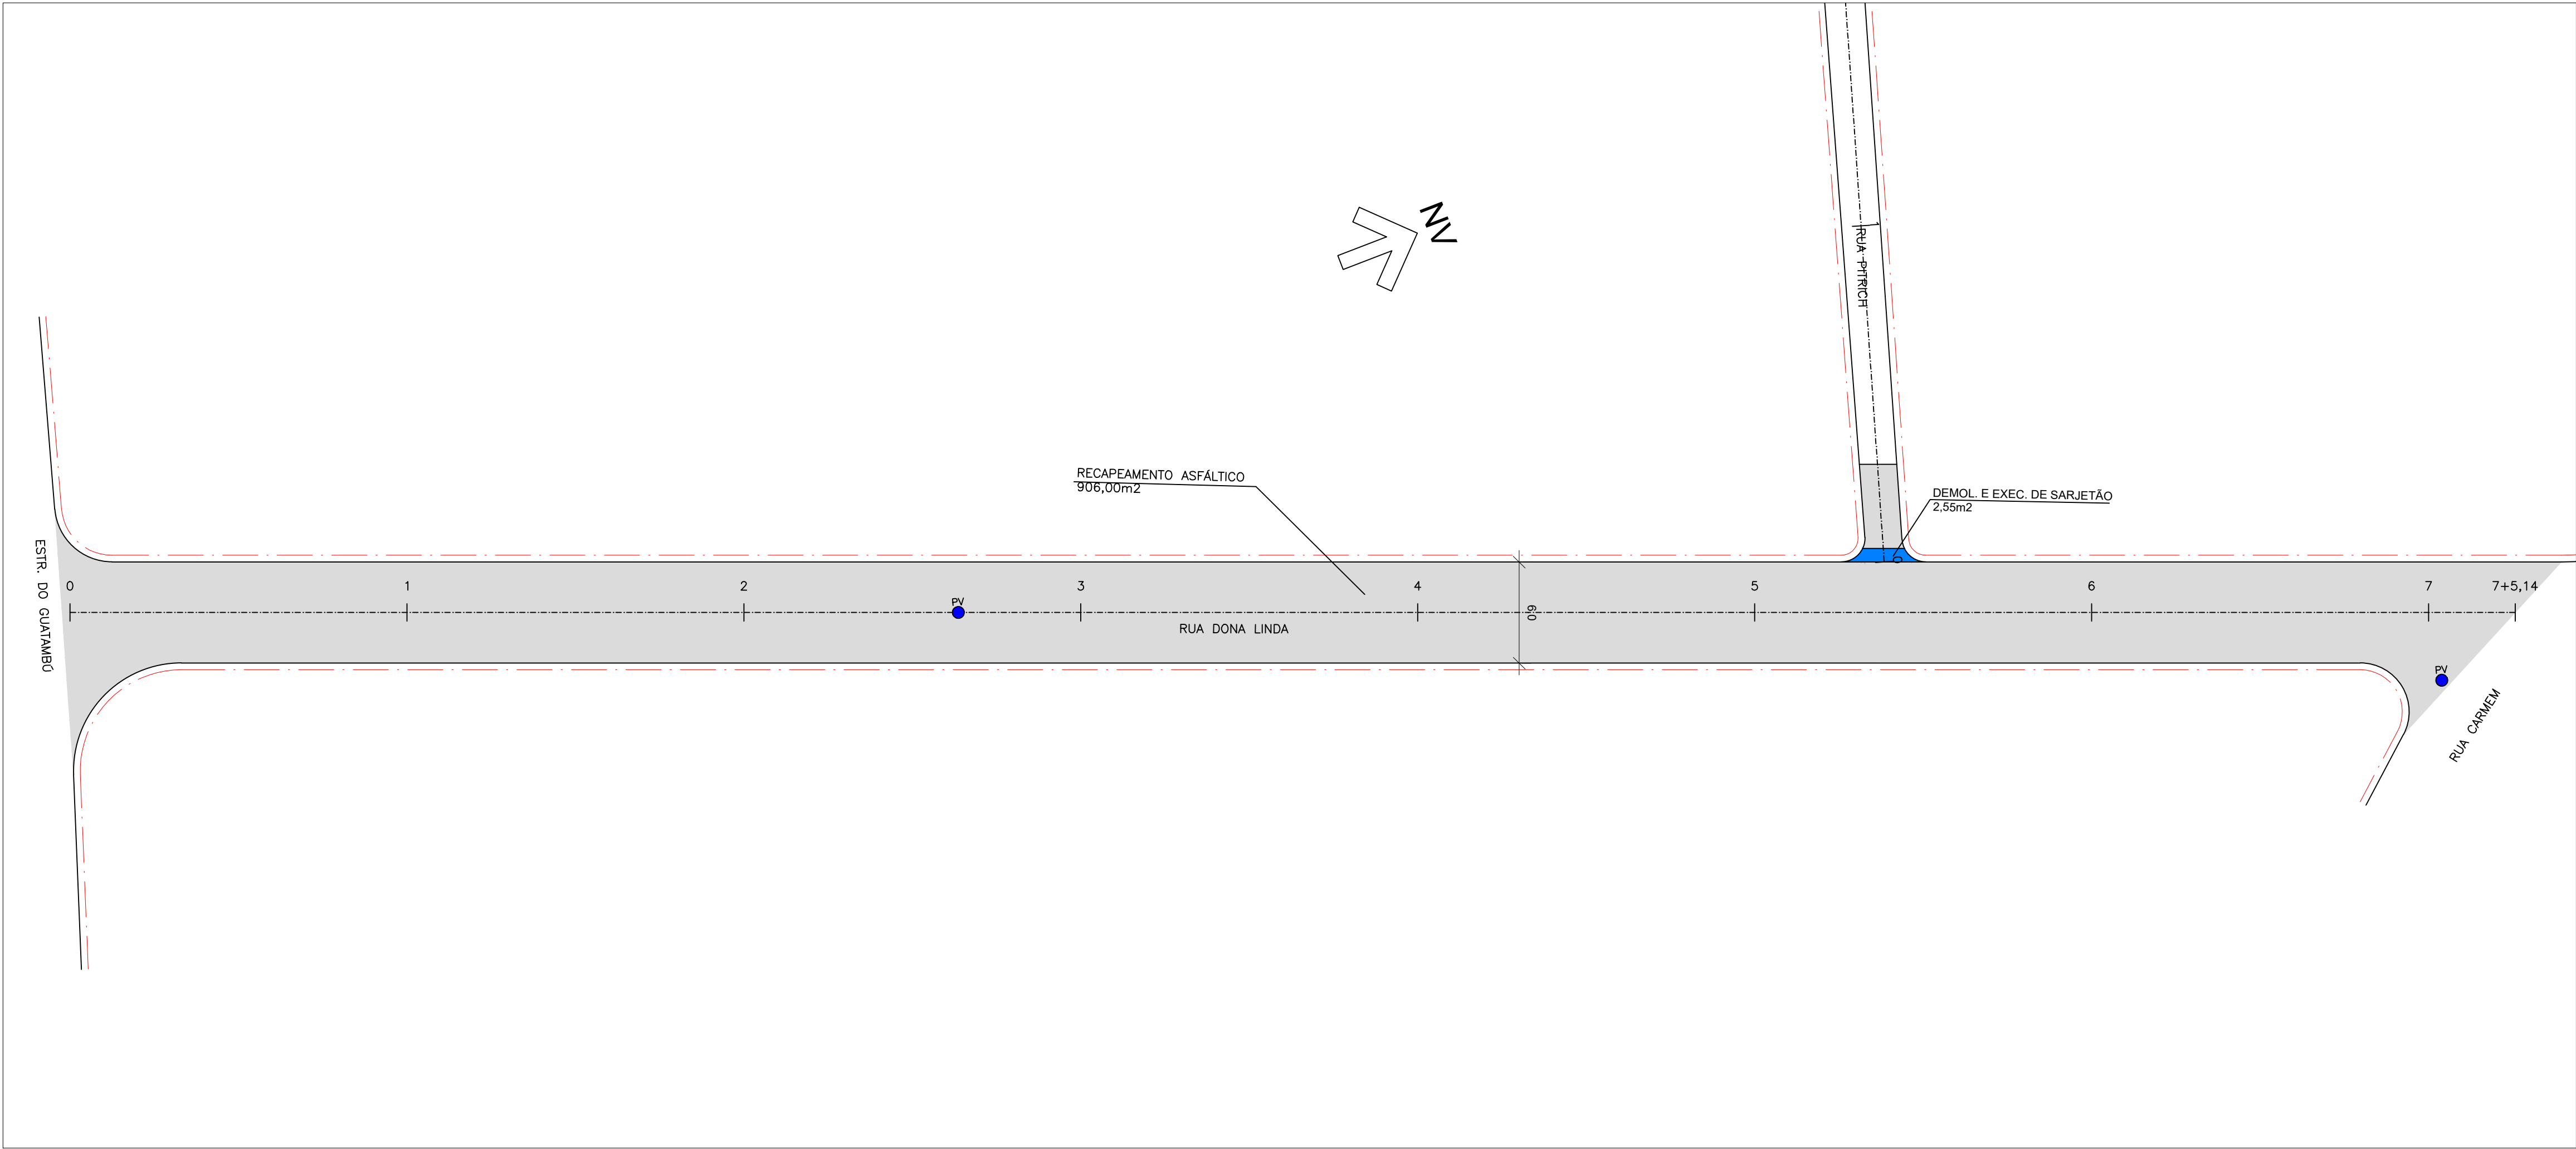 NV
RUA PITRICH
RECAPEAMENTO ASFÁLTICO
906,00m2
DEMOL. E EXEC. DE SARJETÃO
2,55m2
ESTR. DO GUATAMBÚ
0
1
2
3
4
5
6
7
7+5,14
PV
6.0
0
RUA DONA LINDA
PV
RUA CARMEM